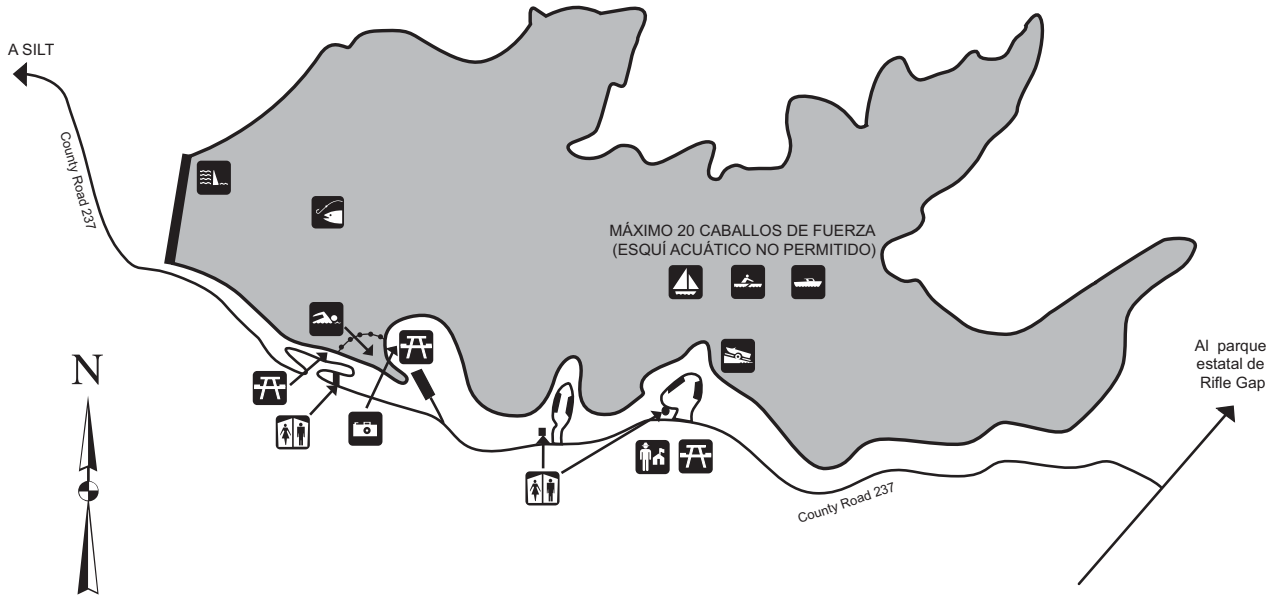 A SILT
County Road 237
MÁXIMO 20 CABALLOS DE FUERZA
(ESQUÍ ACUÁTICO NO PERMITIDO)
N
Al parque
estatal de
Rifle Gap
County Road 237